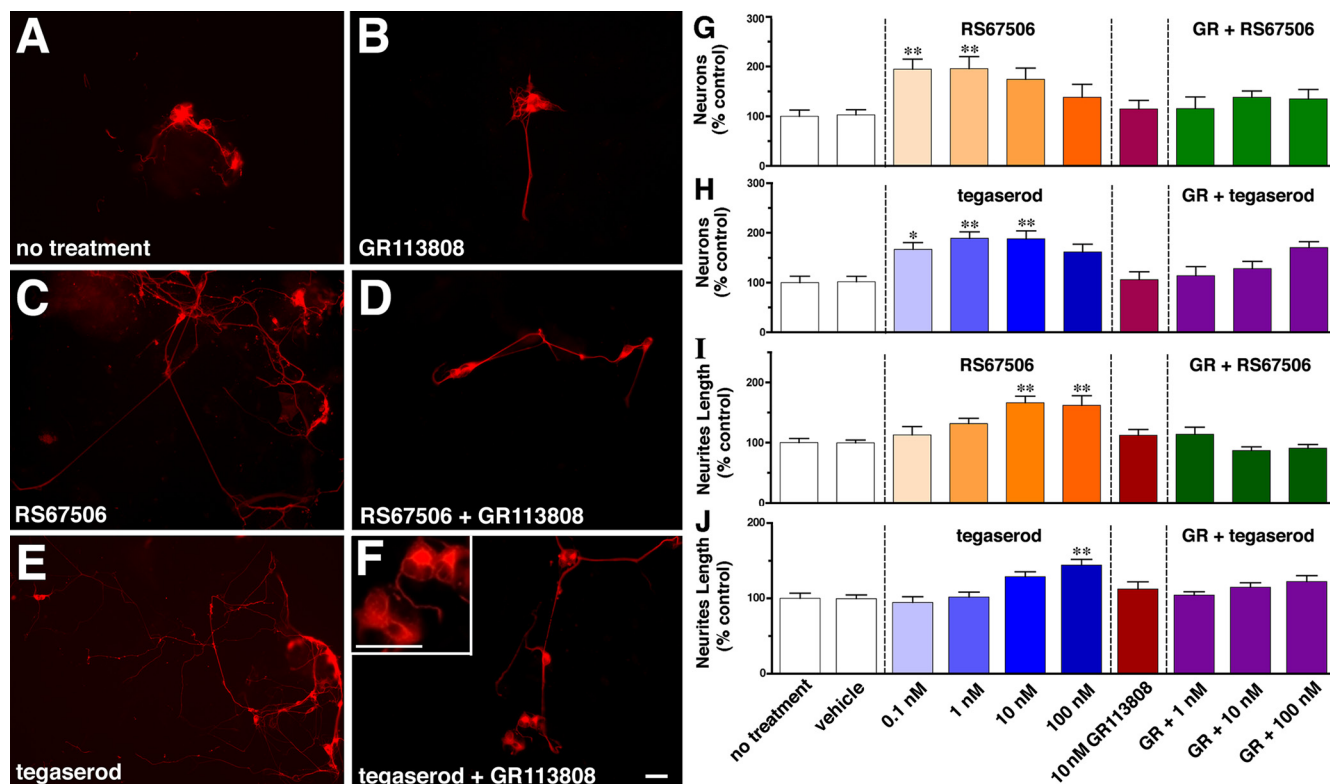 A
no treatment
B
GR113808
C
RS67506
D
RS67506 + GR113808
E
tegaserod
F
tegaserod + GR113808
G
RS67506
GR + RS67506
Neurons
(% control)
300
200
100
0
**
**
H
tegaserod
GR + tegaserod
Neurons
(% control)
300
200
100
0
*
**
**
I
RS67506
GR + RS67506
Neurites Length
(% control)
200
100
0
**
**
J
tegaserod
GR + tegaserod
Neurites Length
(% control)
200
100
0
**
no treatment
vehicle
0.1 nM
1 nM
10 nM
100 nM
10 nM GR113808
GR + 1 nM
GR + 10 nM
GR + 100 nM